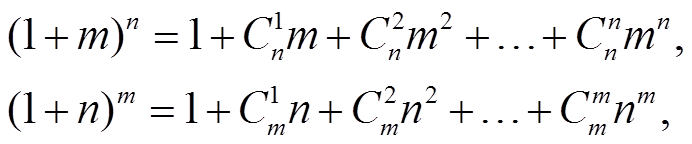 (1+m)^n = 1 + C_n^1 m + C_n^2 m^2 + ... + C_n^n m^n,
(1+n)^m = 1 + C_m^1 n + C_m^2 n^2 + ... + C_m^m n^m,